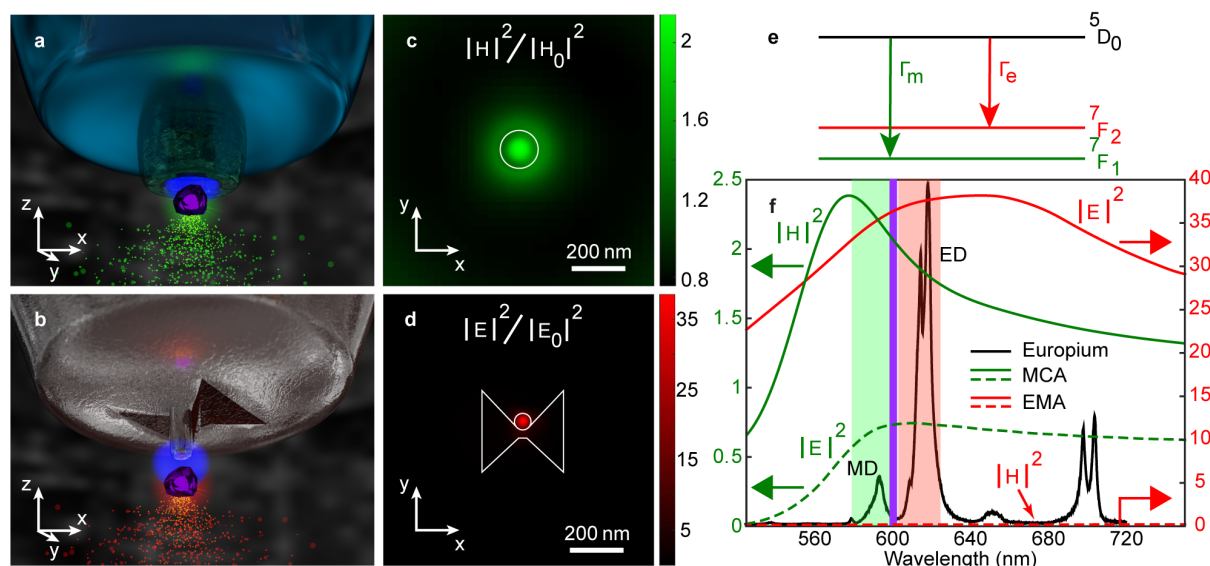 a
z
x
y
b
z
x
y
c
|H|²/|H₀|²
y
x
200 nm
2
1.6
1.2
0.8
d
|E|²/|E₀|²
y
x
200 nm
35
25
15
5
e
⁵D₀
Γm
Γe
⁷F₂
⁷F₁
f
2.5
2
1.5
1
0.5
0
40
35
30
25
20
15
10
5
0
|H|²
|E|²
ED
Europium
MCA
EMA
|E|²
MD
|H|²
560
600
640
680
720
Wavelength (nm)